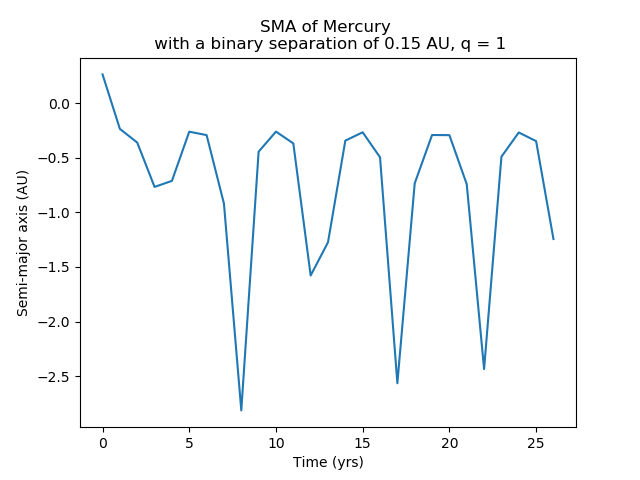 SMA of Mercury
with a binary separation of 0.15 AU, q = 1
Semi-major axis (AU)
0.0
−0.5
−1.0
−1.5
−2.0
−2.5
0 5 10 15 20 25
Time (yrs)